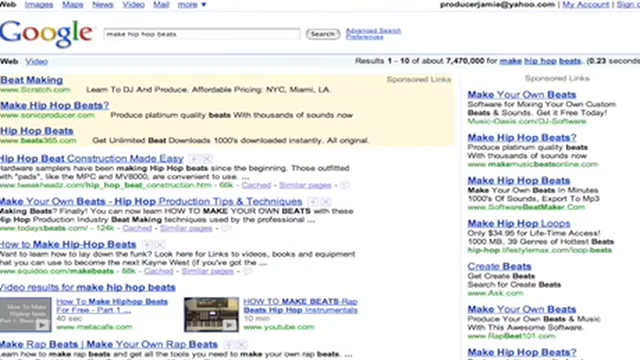 Web Images Maps News Video Mail more ▼
producerjamie@yahoo.com | My Account | Sign
Google
make hip hop beats
Search
Advanced Search
Preferences
Web Video
Results 1 - 10 of about 7,470,000 for make hip hop beats. (0.23 seconds
Beat Making
www.Scratch.com Learn To DJ And Produce. Affordable Pricing: NYC, Miami, LA.
Sponsored Links
Make Hip Hop Beats?
www.sonicproducer.com Produce platinum quality beats With thousands of sounds now
Hip Hop Beats
www.beats365.com Get Unlimited Beat Downloads 1000's downloaded instantly. All original.
Hip Hop Beat Construction Made Easy
Hardware samplers have been making Hip Hop beats since the beginning. Those outfitted
with "pads", like the MPC and MV8000, are convenient to use. ...
www.tweakheadz.com/hip_hop_beat_construction.htm - 66k - Cached - Similar pages
Make Your Own Beats - Hip Hop Production Tips & Techniques
Making Beats? Finally! You can now learn HOW TO MAKE YOUR OWN BEATS with these
Hip Hop Production Industry Beat Making techniques used by the professional ...
www.todaysbeats.com/ - 124k - Cached - Similar pages
How to Make Hip-Hop Beats
Want to learn how to lay down the funk? Look here for Links to videos, books and equipment
that you can use to become the next Kayne West (if you've got the ...
www.squidoo.com/makebeats - 88k - Cached - Similar pages
Video results for make hip hop beats
How To Make Hiphop Beats
For Free - Part 1 ...
40 sec
www.metacafe.com
HOW TO MAKE BEATS-Rap
Beats Hip Hop Instrumentals
10 min
www.youtube.com
Make Rap Beats | Make Your Own Rap Beats
Learn how to make rap beats and get all the tools you need to make your own rap beats.
Sponsored Links
Make Your Own Beats
Software for Mixing Your Own Custom
Beats & Sounds. Get it Free Today!
Music-Oasis.com/DJ-Software
Make Hip Hop Beats?
Produce platinum quality beats
With thousands of sounds now
www.makemusicbeatsonline.com
Make Hip Hop Beats
Make Your Own Beats In Minutes
1000'S Of Sounds, Export To Mp3
www.SoftwareBeatMaker.Com
Make Hip Hop Loops
Only $34.95 for Life-Time Access!
1000 MB, 39 Genres of Hottest Beats
hip-hop.lifestylemax.com/loop-beats
Create Beats
Get Create Beats
Search for Create Beats
www.Ask.com
Make Your Own Beats
Produce Your Own Beats & Music
With This Awesome Software.
www.RapBeat101.com
Make Hip Hop Beats